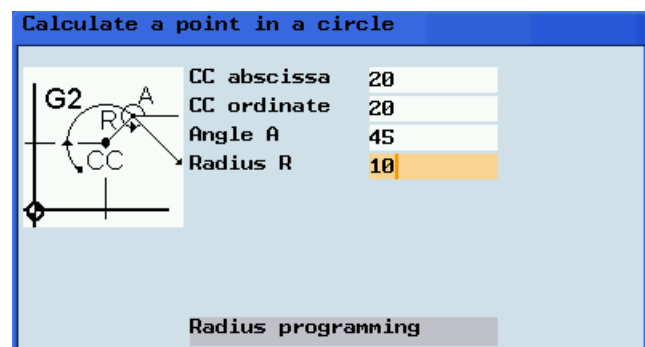 Calculate a point in a circle
CC abscissa 20
CC ordinate 20
Angle A 45
Radius R 10
G2
A
R
CC
Radius programming